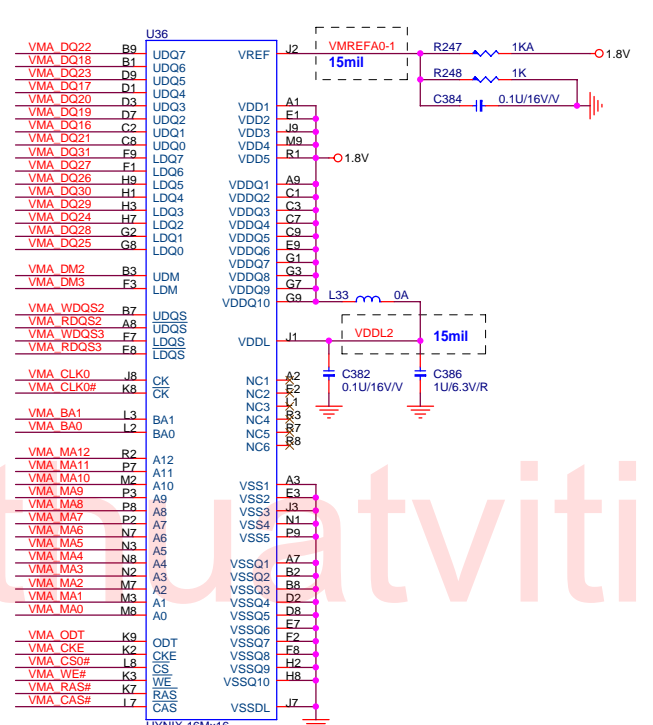 U36
VMA_DQ22 B9 UDQ7 VREF J2 VMREFA0-1 R247 1KA 1.8V
VMA_DQ18 B1 UDQ6 15mil
VMA_DQ23 D9 UDQ5 R248 1K
VMA_DQ17 D1 UDQ4
VMA_DQ20 D3 UDQ3 VDD1 A1 C384 0.1U/16V/V
VMA_DQ19 D7 UDQ2 VDD2 E1
VMA_DQ16 C2 UDQ1 VDD3 J9
VMA_DQ21 C8 UDQ0 VDD4 M9
VMA_DQ31 F9 LDQ7 VDD5 R1 1.8V
VMA_DQ27 F1 LDQ6
VMA_DQ26 H9 LDQ5 VDDQ1 A9
VMA_DQ30 H1 LDQ4 VDDQ2 C1
VMA_DQ29 H3 LDQ3 VDDQ3 C3
VMA_DQ24 H7 LDQ2 VDDQ4 C7
VMA_DQ28 G2 LDQ1 VDDQ5 C9
VMA_DQ25 G8 LDQ0 VDDQ6 E9
VDDQ7 G1
VMA_DM2 B3 UDM VDDQ8 G3
VMA_DM3 F3 LDM VDDQ9 G7
VDDQ10 G9 L33 0A
VMA_WDQS2 B7 UDQS
VMA_RDQS2 A8 UDQS
VMA_WDQS3 F7 LDQS VDDL J1 VDDL2 15mil
VMA_RDQS3 E8 LDQS
C382 0.1U/16V/V C386 1U/6.3V/R
VMA_CLK0 J8 CK NC1 A2
VMA_CLK0# K8 CK NC2 E2
NC3 L1
VMA_BA1 L3 BA1 NC4 R3
VMA_BA0 L2 BA0 NC5 R7
NC6 R8
VMA_MA12 R2 A12
VMA_MA11 P7 A11
VMA_MA10 M2 A10 VSS1 A3
VMA_MA9 P3 A9 VSS2 E3
VMA_MA8 P8 A8 VSS3 J3
VMA_MA7 P2 A7 VSS4 N1
VMA_MA6 N7 A6 VSS5 P9
VMA_MA5 N3 A5
VMA_MA4 N8 A4 VSSQ1 A7
VMA_MA3 N2 A3 VSSQ2 B2
VMA_MA2 M7 A2 VSSQ3 B8
VMA_MA1 M3 A1 VSSQ4 D2
VMA_MA0 M8 A0 VSSQ5 D8
VSSQ6 E7
VMA_ODT K9 ODT VSSQ7 F2
VMA_CKE K2 CKE VSSQ8 F8
VMA_CS0# L8 CS VSSQ9 H2
VMA_WE# K3 WE VSSQ10 H8
VMA_RAS# K7 RAS
VMA_CAS# L7 CAS VSSDL J7
HYNIX 16Mx16
thuatviti